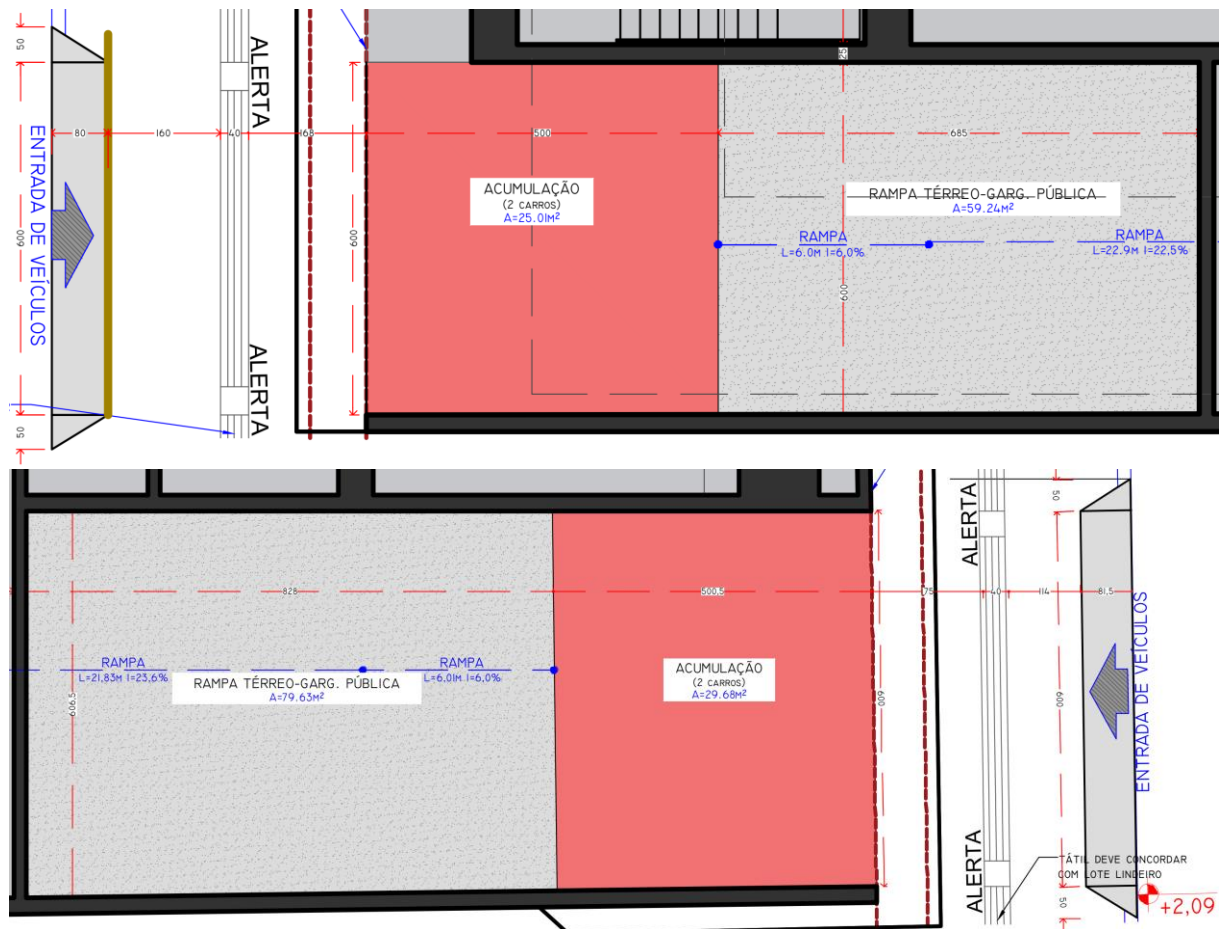 50
600
50
ENTRADA DE VEÍCULOS
80
160
40
168
ALERTA
ALERTA
600
500
685
25
600
ACUMULAÇÃO
(2 CARROS)
A=25.01M²
RAMPA TÉRREO-GARG. PÚBLICA
A=59.24M²
RAMPA
L=6.0M I=6,0%
RAMPA
L=22.9M I=22,5%
828
500.5
75
40
114
81,5
606.5
RAMPA
L=21,83M I=23,6%
RAMPA TÉRREO-GARG. PÚBLICA
A=79.63M²
RAMPA
L=6,01M I=6,0%
ACUMULAÇÃO
(2 CARROS)
A=29.68M²
600
ALERTA
ALERTA
50
600
50
ENTRADA DE VEÍCULOS
TÁTIL DEVE CONCORDAR
COM LOTE LINDEIRO
+2,09